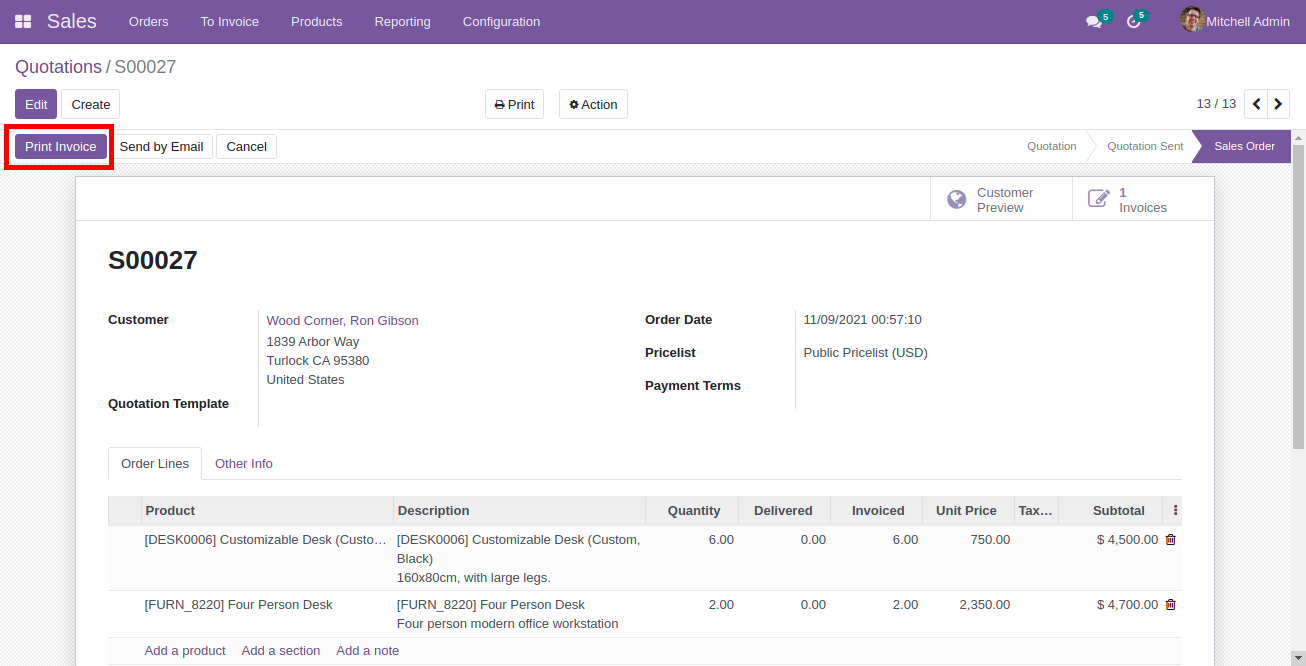 Sales Orders To Invoice Products Reporting Configuration 5 5 Mitchell Admin
Quotations / S00027
Edit Create Print Action 13 / 13
Print Invoice Send by Email Cancel Quotation Quotation Sent Sales Order
Customer Preview 1 Invoices
S00027
Customer Wood Corner, Ron Gibson Order Date 11/09/2021 00:57:10
1839 Arbor Way
Turlock CA 95380 Pricelist Public Pricelist (USD)
United States Payment Terms
Quotation Template
Order Lines Other Info
Product Description Quantity Delivered Invoiced Unit Price Tax… Subtotal
[DESK0006] Customizable Desk (Custo… [DESK0006] Customizable Desk (Custom, 6.00 0.00 6.00 750.00 $ 4,500.00
Black)
160x80cm, with large legs.
[FURN_8220] Four Person Desk [FURN_8220] Four Person Desk 2.00 0.00 2.00 2,350.00 $ 4,700.00
Four person modern office workstation
Add a product Add a section Add a note